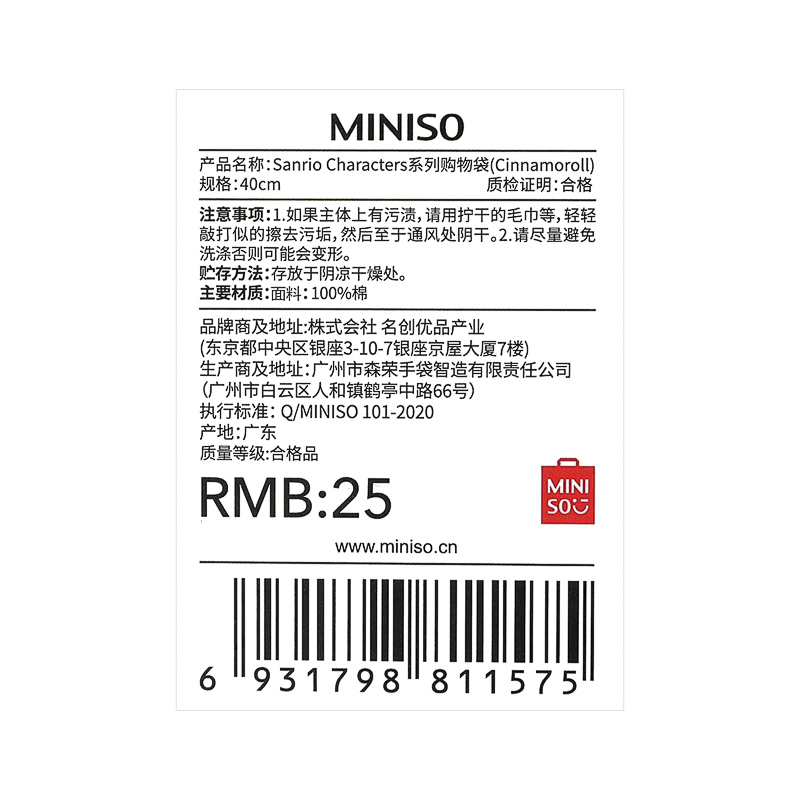 MINISO
产品名称:Sanrio Characters系列购物袋(Cinnamoroll)
规格:40cm 质检证明:合格
注意事项:1.如果主体上有污渍,请用拧干的毛巾等,轻轻
敲打似的擦去污垢,然后至于通风处阴干。2.请尽量避免
洗涤否则可能会变形。
贮存方法:存放于阴凉干燥处。
主要材质:面料:100%棉
品牌商及地址:株式会社 名创优品产业
(东京都中央区银座3-10-7银座京屋大厦7楼)
生产商及地址:广州市森荣手袋智造有限责任公司
(广州市白云区人和镇鹤亭中路66号)
执行标准: Q/MINISO 101-2020
产地:广东
质量等级:合格品
RMB:25
MINI
SO
www.miniso.cn
6 931798 811575